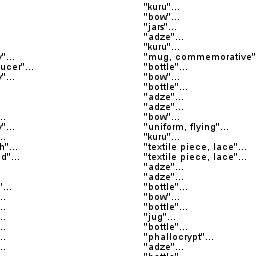 "kuru"...
"bow"...
"jars"...
"adze"...
"kuru"...
"mug, commemorative"
ucer"... "bottle"...
"bow"...
"bottle"...
"adze"...
"adze"...
"bow"...
"uniform, flying"...
"kuru"...
h"... "textile piece, lace"...
d"... "textile piece, lace"...
"adze"...
"adze"...
"bottle"...
"bow"...
"bottle"...
"jug"...
"bottle"...
"phallocrypt"...
"adze"...